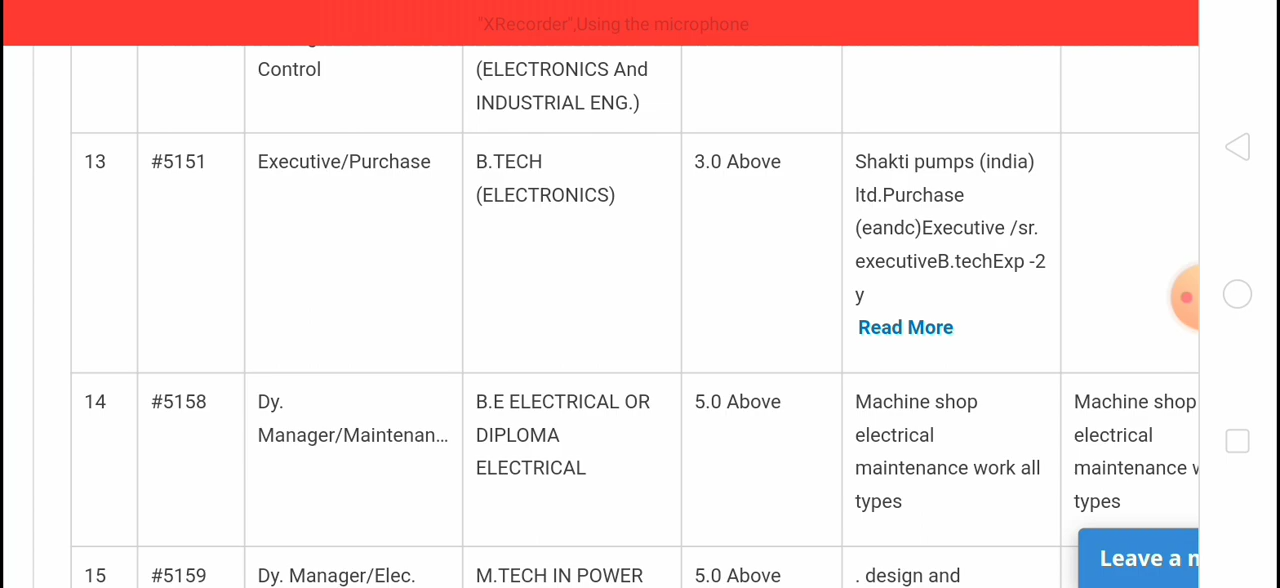 "XRecorder",Using the microphone
Control
(ELECTRONICS And
INDUSTRIAL ENG.)
13
#5151
Executive/Purchase
B.TECH
(ELECTRONICS)
3.0 Above
Shakti pumps (india)
ltd.Purchase
(eandc)Executive /sr.
executiveB.techExp -2
y
Read More
14
#5158
Dy.
Manager/Maintenan...
B.E ELECTRICAL OR
DIPLOMA
ELECTRICAL
5.0 Above
Machine shop
electrical
maintenance work all
types
Machine shop
electrical
maintenance
types
Leave a
15
#5159
Dy. Manager/Elec.
M.TECH IN POWER
5.0 Above
. design and